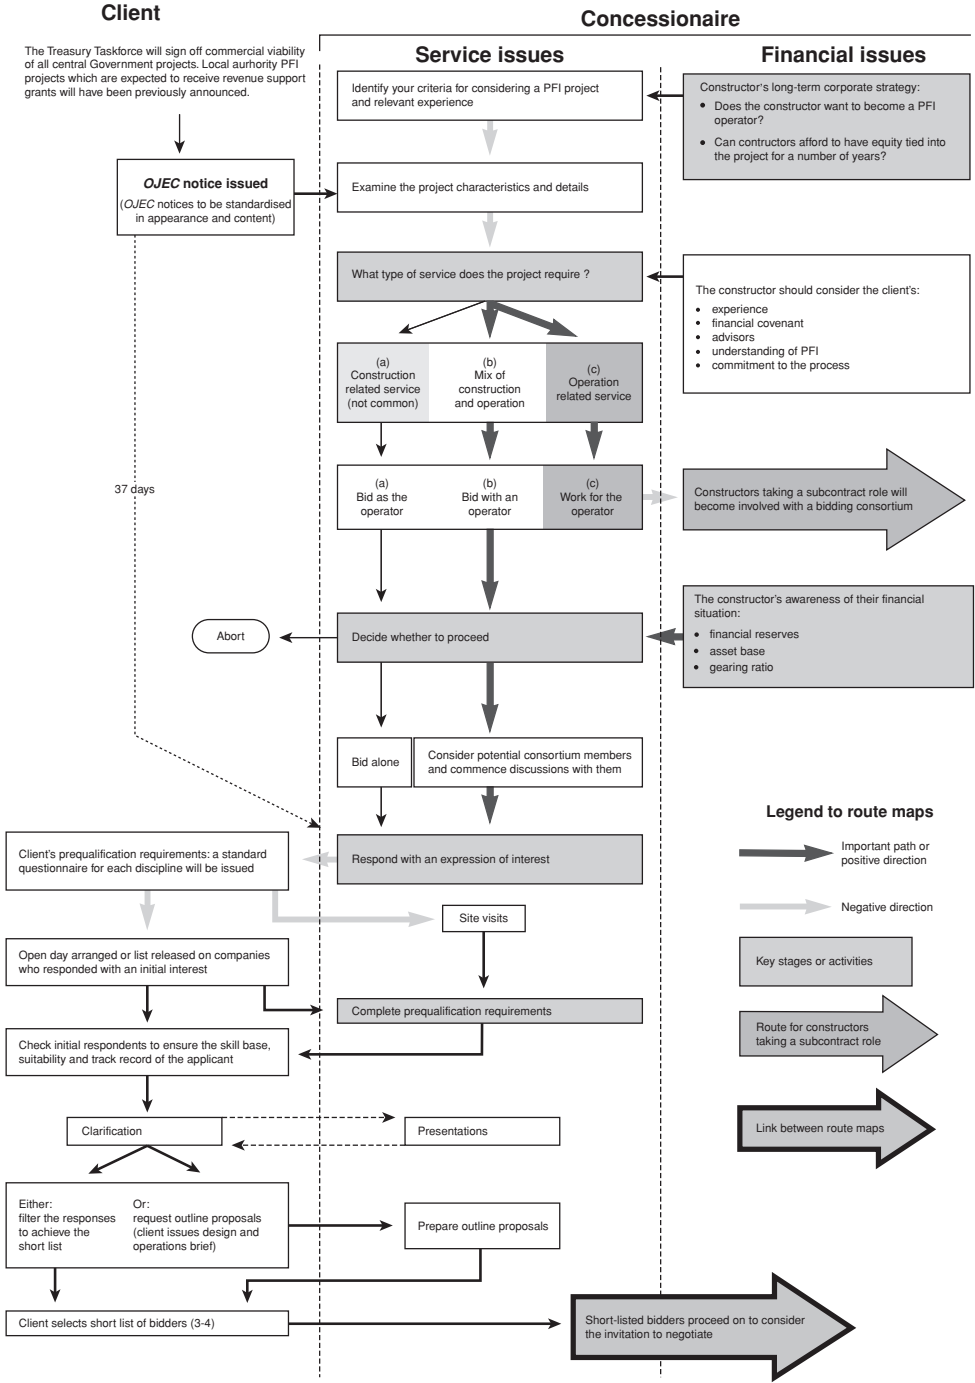 Client
Concessionaire
The Treasury Taskforce will sign off commercial viability
of all central Government projects. Local aurhority PFI
projects which are expected to receive revenue support
grants will have been previously announced.
Service issues
Financial issues
Identify your criteria for considering a PFI project
and relevant experience
Constructor's long-term corporate strategy:
• Does the constructor want to become a PFI
operator?
• Can contructors afford to have equity tied into
the project for a number of years?
OJEC notice issued
(OJEC notices to be standardised
in appearance and content)
Examine the project characteristics and details
What type of service does the project require ?
The constructor should consider the client's:
• experience
• financial covenant
• advisors
• understanding of PFI
• commitment to the process
(a)
Construction
related service
(not common)
(b)
Mix of
construction
and operation
(c)
Operation
related service
37 days
(a)
Bid as the
operator
(b)
Bid with an
operator
(c)
Work for the
operator
Constructors taking a subcontract role will
become involved with a bidding consortium
The constructor's awareness of their financial
situation:
• financial reserves
• asset base
• gearing ratio
Abort
Decide whether to proceed
Bid alone
Consider potential consortium members
and commence discussions with them
Client's prequalification requirements: a standard
questionnaire for each discipline will be issued
Respond with an expression of interest
Site visits
Open day arranged or list released on companies
who responded with an initial interest
Complete prequalification requirements
Check initial respondents to ensure the skill base,
suitability and track record of the applicant
Clarification
Presentations
Either:
filter the responses
to achieve the
short list
Or:
request outline proposals
(client issues design and
operations brief)
Prepare outline proposals
Client selects short list of bidders (3-4)
Short-listed bidders proceed on to consider
the invitation to negotiate
Legend to route maps
Important path or
positive direction
Negative direction
Key stages or activities
Route for constructors
taking a subcontract role
Link between route maps